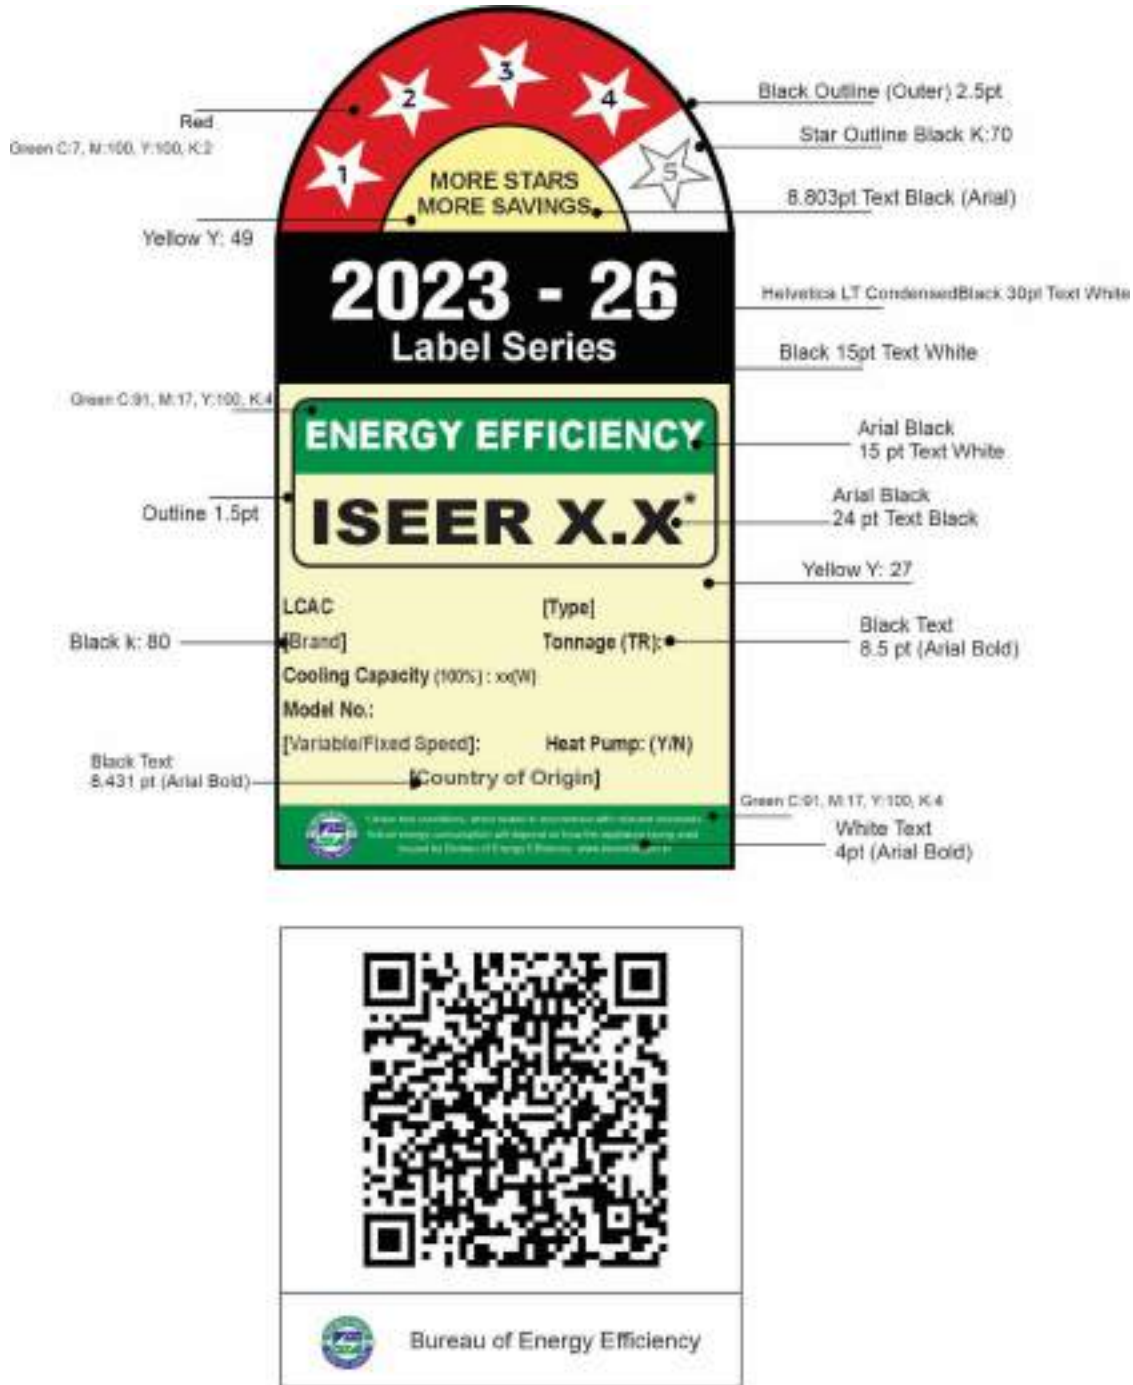 3
2
4
1
5
Black Outline (Outer) 2.5pt
Red
Green C:7, M:100, Y:100, K:2
Star Outline Black K:70
MORE STARS
MORE SAVINGS
8.803pt Text Black (Arial)
Yellow Y: 49
2023 - 26
Helvetica LT CondensedBlack 30pt Text White
Label Series
Black 15pt Text White
Green C:91, M:17, Y:100, K:4
ENERGY EFFICIENCY
Arial Black
15 pt Text White
Outline 1.5pt
ISEER X.X*
Arial Black
24 pt Text Black
Yellow Y: 27
LCAC [Type]
Black k: 80
[Brand] Tonnage (TR):
Black Text
8.5 pt (Arial Bold)
Cooling Capacity (100%) : xx(W)
Model No.:
[Variable/Fixed Speed]: Heat Pump: (Y/N)
Black Text
8.431 pt (Arial Bold)
[Country of Origin]
Green C:91, M:17, Y:100, K:4
White Text
4pt (Arial Bold)
Bureau of Energy Efficiency